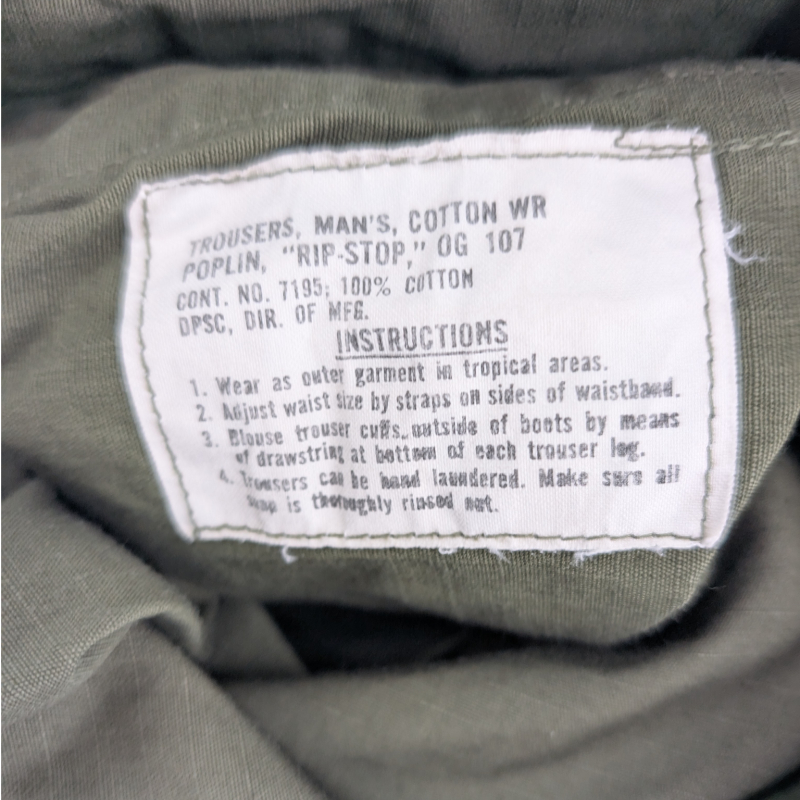 TROUSERS, MAN'S, COTTON WR
POPLIN, "RIP-STOP," OG 107
CONT. NO. 7195; 100% COTTON
DPSC, DIR. OF MFG.
INSTRUCTIONS
1. Wear as outer garment in tropical areas.
2. Adjust waist size by straps on sides of waistband.
3. Blouse trouser cuffs outside of boots by means
of drawstring at bottom of each trouser leg.
4. Trousers can be hand laundered. Make sure all
soap is thoroughly rinsed out.